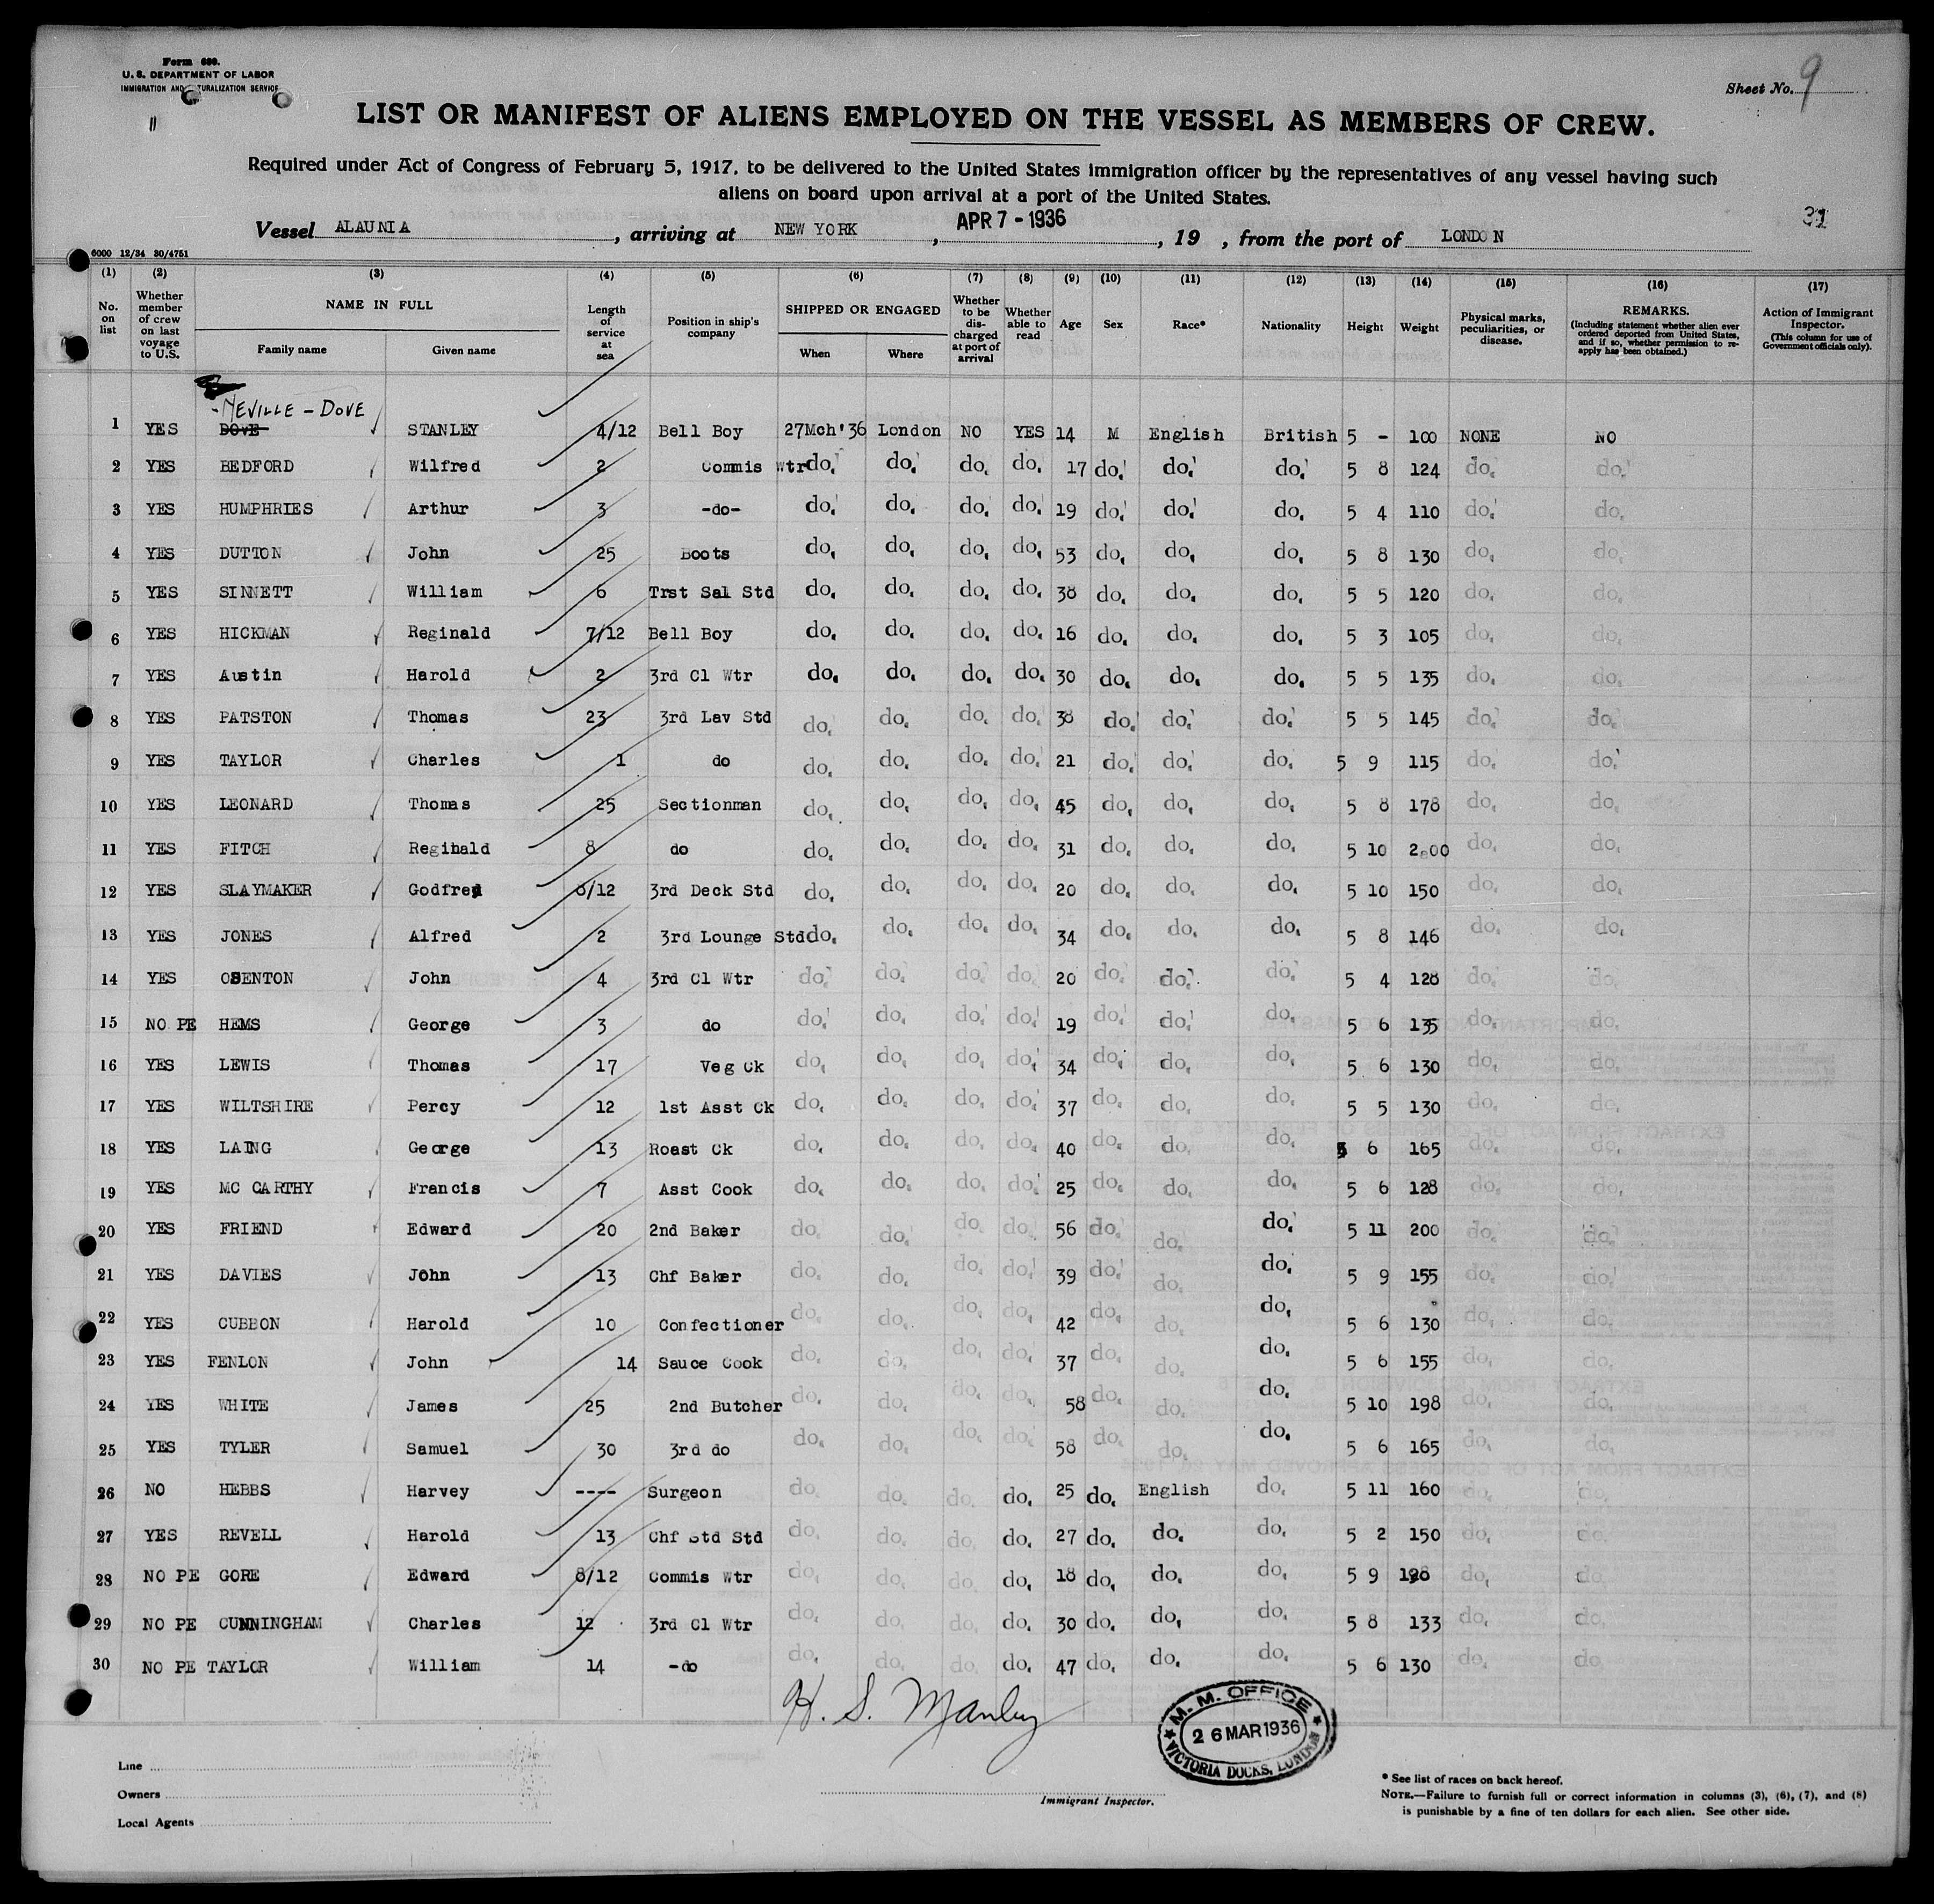 Form 680.
U. S. DEPARTMENT OF LABOR
IMMIGRATION AND NATURALIZATION SERVICE
Sheet No. 9
LIST OR MANIFEST OF ALIENS EMPLOYED ON THE VESSEL AS MEMBERS OF CREW.
Required under Act of Congress of February 5, 1917, to be delivered to the United States immigration officer by the representatives of any vessel having such
aliens on board upon arrival at a port of the United States.
Vessel ALAUNIA, arriving at NEW YORK, APR 7 - 1936, 19 , from the port of LONDON
6000 12/34 30/4751
(1) (2) (3) (4) (5) (6) (7) (8) (9) (10) (11) (12) (13) (14) (15) (16) (17)
No. on list Whether member of crew on last voyage to U.S. NAME IN FULL Family name Given name Length of service at sea Position in ship's company SHIPPED OR ENGAGED When Where Whether to be discharged at port of arrival Whether able to read Age Sex Race* Nationality Height Weight Physical marks, peculiarities, or disease. REMARKS. (Including statement whether alien ever ordered deported from United States, and if so, whether permission to reapply has been obtained.) Action of Immigrant Inspector. (This column for use of Government officials only).
- NEVILLE - DOVE
1 YES DOVE STANLEY 4/12 Bell Boy 27Mch'36 London NO YES 14 M English British 5 - 100 NONE NO
2 YES BEDFORD Wilfred 2 Commis Wtr do. do. do. do. 17 do. do. do. 5 8 124 do. do.
3 YES HUMPHRIES Arthur 3 -do- do. do. do. do. 19 do. do. do. 5 4 110 do. do.
4 YES DUTTON John 25 Boots do. do. do. do. 53 do. do. do. 5 8 130 do. do.
5 YES SINNETT William 6 Trst Sal Std do. do. do. do. 38 do. do. do. 5 5 120 do. do.
6 YES HICKMAN Reginald 7/12 Bell Boy do. do. do. do. 16 do. do. do. 5 3 105 do. do.
7 YES Austin Harold 2 3rd Cl Wtr do. do. do. do. 30 do. do. do. 5 5 135 do. do.
8 YES PATSTON Thomas 23 3rd Lav Std do. do. do. do. 38 do. do. do. 5 5 145 do. do.
9 YES TAYLOR Charles 1 do do. do. do. do. 21 do. do. do. 5 9 115 do. do.
10 YES LEONARD Thomas 25 Sectionman do. do. do. do. 45 do. do. do. 5 8 178 do. do.
11 YES FITCH Reginald 8 do do. do. do. do. 31 do. do. do. 5 10 2.00 do. do.
12 YES SLAYMAKER Godfrey 8/12 3rd Deck Std do. do. do. do. 20 do. do. do. 5 10 150 do. do.
13 YES JONES Alfred 2 3rd Lounge Std do. do. do. do. 34 do. do. do. 5 8 146 do. do.
14 YES OSENTON John 4 3rd Cl Wtr do. do. do. do. 20 do. do. do. 5 4 128 do. do.
15 NO PE HEMS George 3 do do. do. do. do. 19 do. do. do. 5 6 135 do. do.
16 YES LEWIS Thomas 17 Veg Ck do. do. do. do. 34 do. do. do. 5 6 130 do. do.
17 YES WILTSHIRE Percy 12 1st Asst Ck do. do. do. do. 37 do. do. do. 5 5 130 do. do.
18 YES LAING George 13 Roast Ck do. do. do. do. 40 do. do. do. 5 6 165 do. do.
19 YES MC CARTHY Francis 7 Asst Cook do. do. do. do. 25 do. do. do. 5 6 128 do. do.
20 YES FRIEND Edward 20 2nd Baker do. do. do. do. 56 do. do. do. 5 11 200 do. do.
21 YES DAVIES John 13 Chf Baker do. do. do. do. 39 do. do. do. 5 9 155 do. do.
22 YES CUBBON Harold 10 Confectioner do. do. do. do. 42 do. do. do. 5 6 130 do. do.
23 YES FENLON John 14 Sauce Cook do. do. do. do. 37 do. do. do. 5 6 155 do. do.
24 YES WHITE James 25 2nd Butcher do. do. do. do. 58 do. do. do. 5 10 198 do. do.
25 YES TYLER Samuel 30 3rd do do. do. do. do. 58 do. do. do. 5 6 165 do. do.
26 NO HEBBS Harvey ---- Surgeon do. do. do. do. 25 do. English do. 5 11 160 do. do.
27 YES REVELL Harold 13 Chf Std Std do. do. do. do. 27 do. do. do. 5 2 150 do. do.
28 NO PE GORE Edward 8/12 Commis Wtr do. do. do. do. 18 do. do. do. 5 9 do. do.
29 NO PE CUNNINGHAM Charles 12 3rd Cl Wtr do. do. do. do. 30 do. do. do. 5 8 133 do. do.
30 NO PE TAYLOR William 14 -do do. do. do. do. 47 do. do. do. 5 6 130 do. do.
H. S. Manley
M. M. OFFICE
26 MAR 1936
VICTORIA DOCKS, LONDON
Line
Owners
Local Agents
Immigrant Inspector.
* See list of races on back hereof.
NOTE.—Failure to furnish full or correct information in columns (3), (6), (7), and (8)
is punishable by a fine of ten dollars for each alien. See other side.